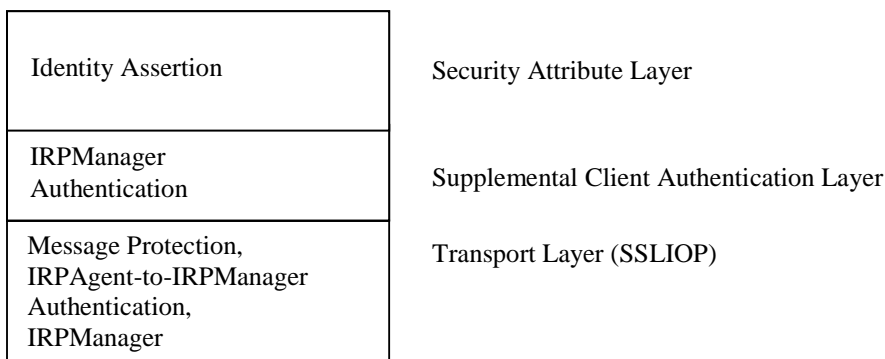 Identity Assertion
Security Attribute Layer
IRPManager
Authentication
Supplemental Client Authentication Layer
Message Protection,
IRPAgent-to-IRPManager
Authentication,
IRPManager
Transport Layer (SSLIOP)